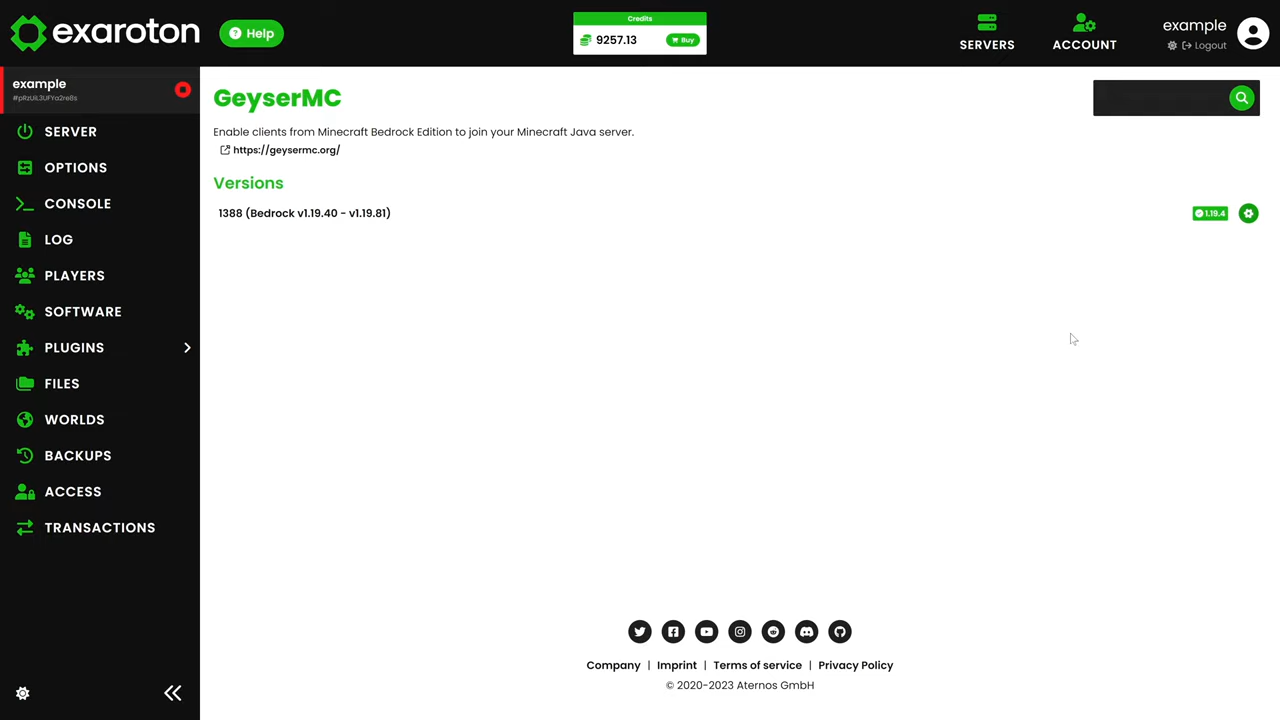 exaroton
Help
Credits
9257.13
Buy
SERVERS
ACCOUNT
example
Logout
example
#pRzUiL3UFYo2re8s
SERVER
OPTIONS
CONSOLE
LOG
PLAYERS
SOFTWARE
PLUGINS
FILES
WORLDS
BACKUPS
ACCESS
TRANSACTIONS
GeyserMC
Enable clients from Minecraft Bedrock Edition to join your Minecraft Java server.
https://geysermc.org/
Versions
1388 (Bedrock v1.19.40 - v1.19.81)
1.19.4
Company | Imprint | Terms of service | Privacy Policy
© 2020-2023 Aternos GmbH